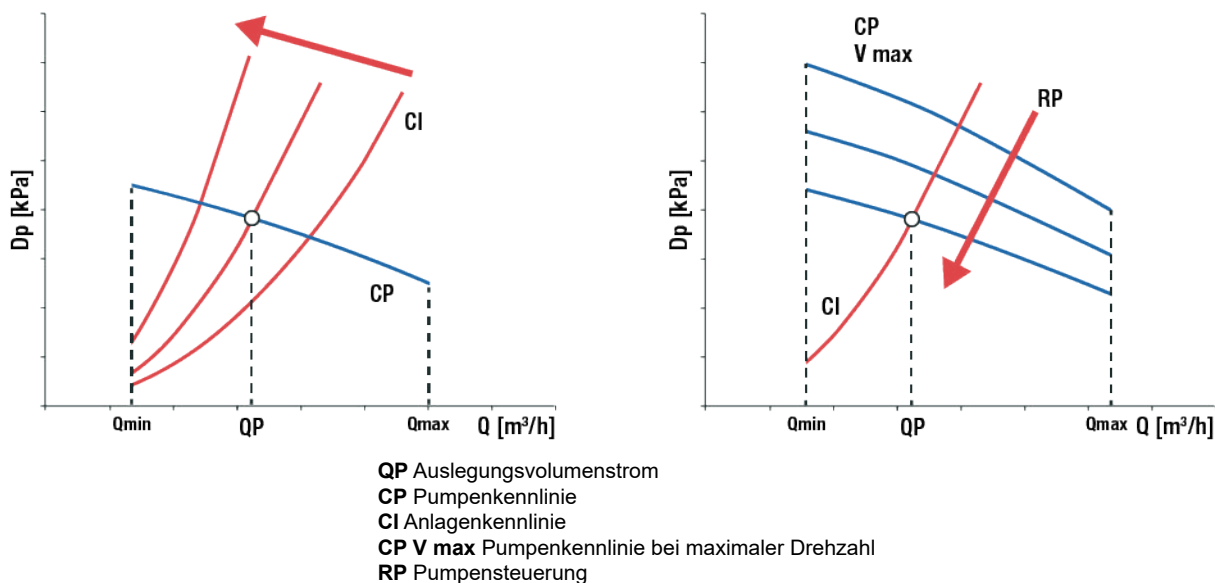 Dp [kPa]
CI
CP
Qmin
QP
Qmax
Q [m³/h]
Dp [kPa]
CP
V max
RP
CI
Qmin
QP
Qmax
Q [m³/h]
QP Auslegungsvolumenstrom
CP Pumpenkennlinie
CI Anlagenkennlinie
CP V max Pumpenkennlinie bei maximaler Drehzahl
RP Pumpensteuerung